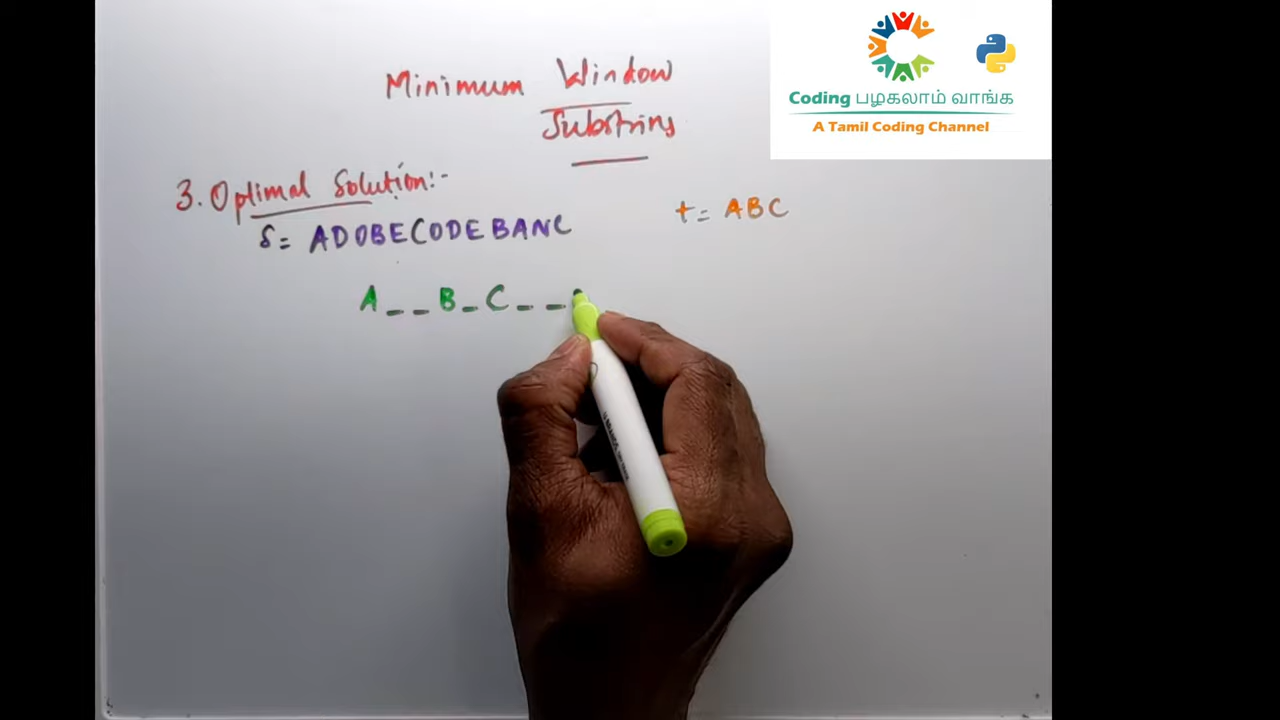 Minimum Window
Substring
3. Optimal Solution:-
S= ADOBECODEBANC
t= ABC
A _ _ B _ C _ _
Coding பழகலாம் வாங்க
A Tamil Coding Channel